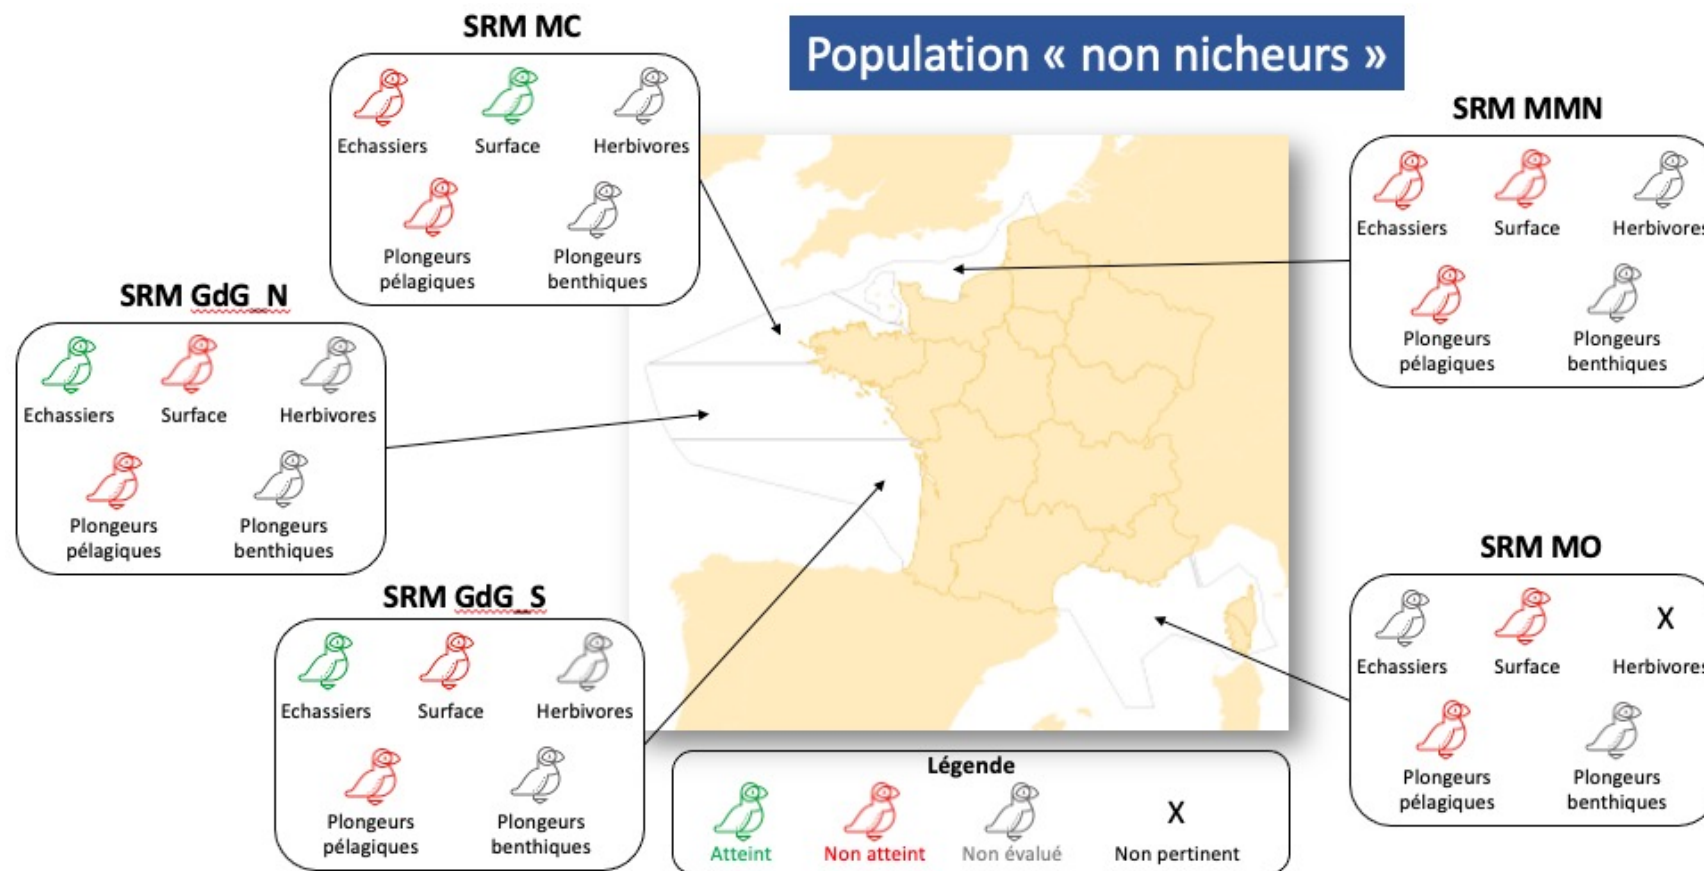 SRM MC
Population « non nicheurs »
Echassiers Surface Herbivores
Plongeurs Plongeurs
pélagiques benthiques
SRM MMN
Echassiers Surface Herbivores
Plongeurs Plongeurs
pélagiques benthiques
SRM GdG_N
Echassiers Surface Herbivores
Plongeurs Plongeurs
pélagiques benthiques
SRM GdG_S
Echassiers Surface Herbivores
Plongeurs Plongeurs
pélagiques benthiques
SRM MO
X
Echassiers Surface Herbivores
Plongeurs Plongeurs
pélagiques benthiques
Légende
X
Atteint Non atteint Non évalué Non pertinent